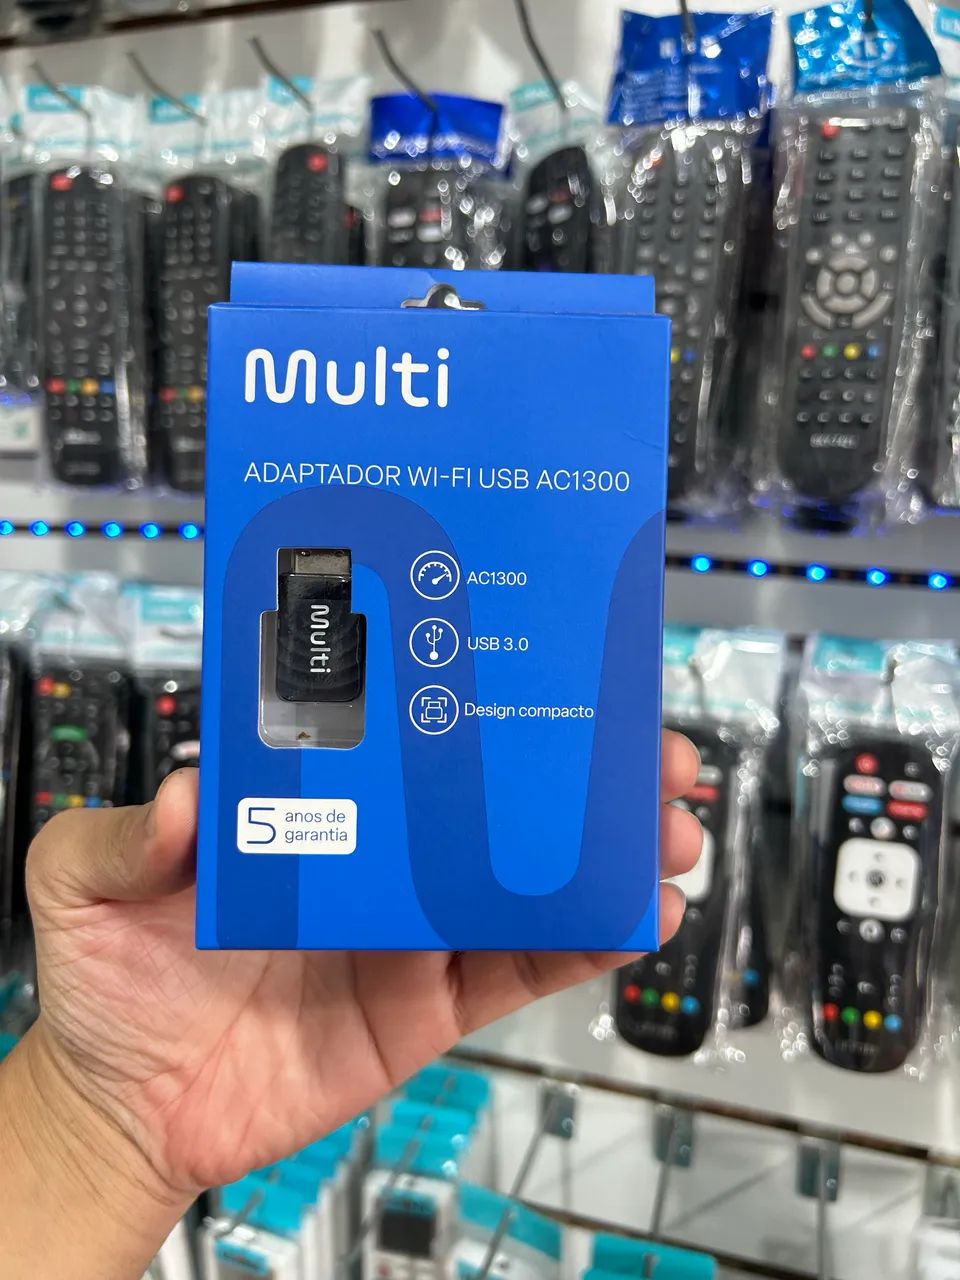 Multi
ADAPTADOR WI-FI USB AC1300
Multi
AC1300
USB 3.0
Design compacto
5 anos de
garantia